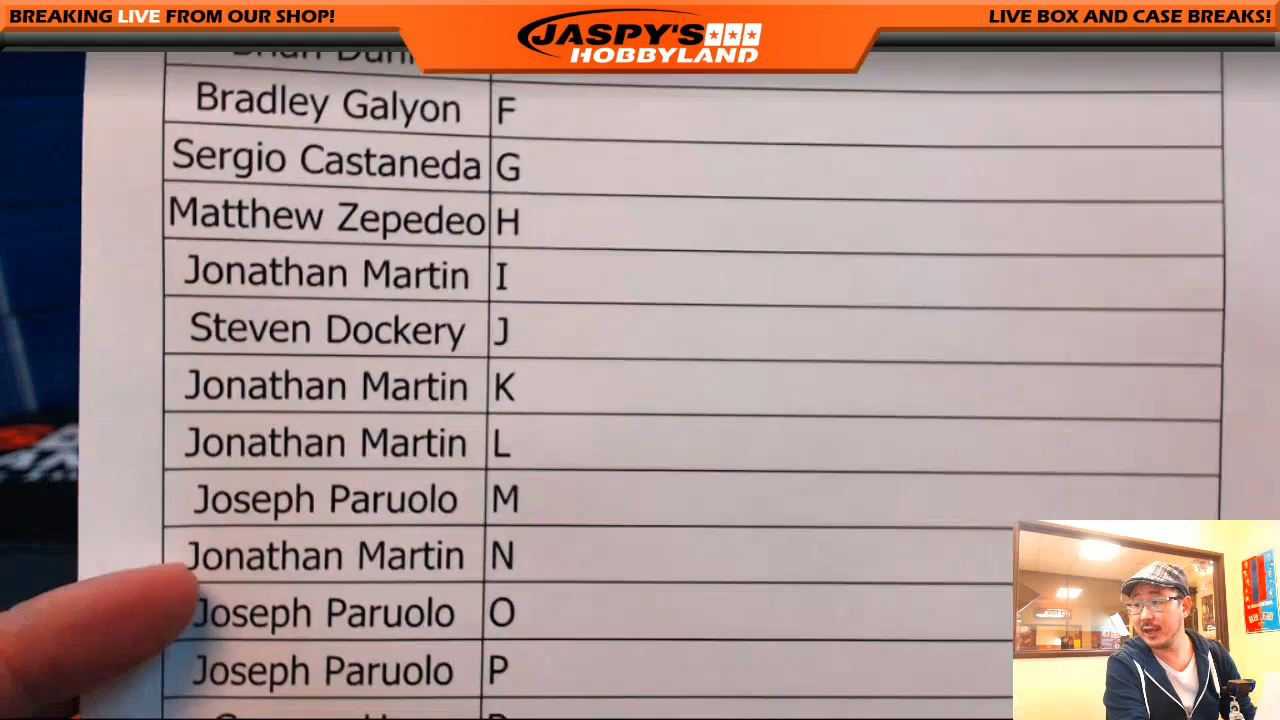 BREAKING LIVE FROM OUR SHOP!
JASPY'S
HOBBYLAND
LIVE BOX AND CASE BREAKS!
Bradley Galyon F
Sergio Castaneda G
Matthew Zepedeo H
Jonathan Martin I
Steven Dockery J
Jonathan Martin K
Jonathan Martin L
Joseph Paruolo M
Jonathan Martin N
Joseph Paruolo O
Joseph Paruolo P